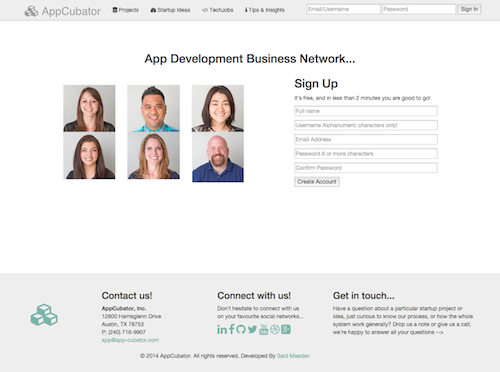 AppCubator Projects Startup Ideas TechJobs Tips & Insights Email/Username Password Sign In
App Development Business Network...
Sign Up
It's free, and in less than 2 minutes you are good to go!
Full name
Username Alphanumeric characters only!
Email Address
Password 8 or more characters
Confirm Password
Create Account
Contact us!
AppCubator, Inc.
12800 Harrisglenn Drive
Austin, TX 78753
P: (240) 716-9907
app@app-cubator.com
Connect with us!
Don't hesitate to connect with us
on your favourite social networks...
Get in touch...
Have a question about a particular startup project or
idea, just curious to know our process, or how the whole
system work generally? Drop us a note or give us a call;
we're happy to answer all your questions -->
© 2014 AppCubator. All rights reserved. Developed By Said Maadan